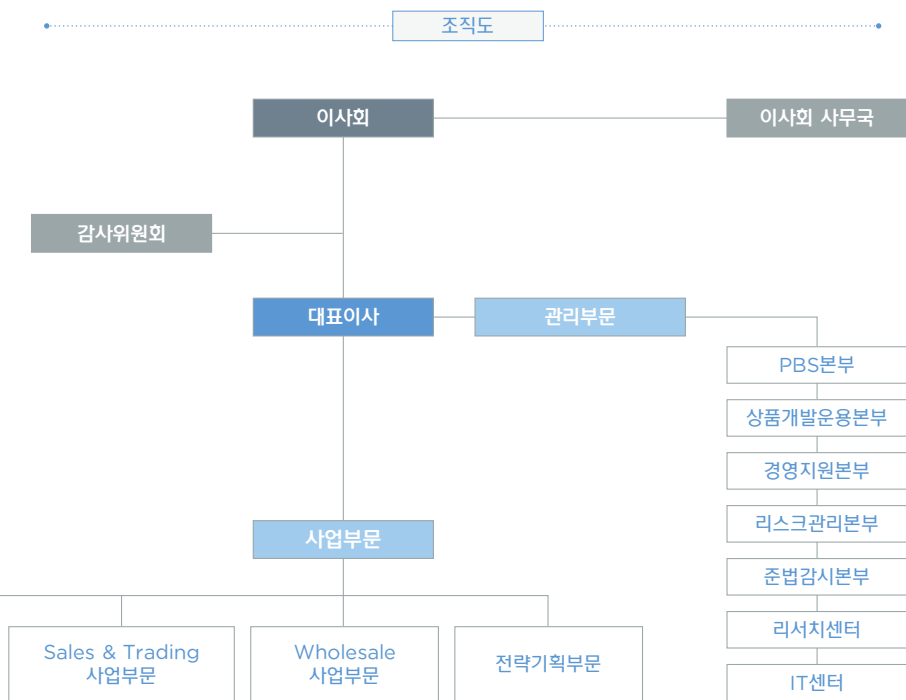 조직도
이사회
이사회 사무국
감사위원회
대표이사
관리부문
PBS본부
상품개발운용본부
경영지원본부
리스크관리본부
준법감시본부
리서치센터
IT센터
사업부문
Sales & Trading
사업부문
Wholesale
사업부문
전략기획부문